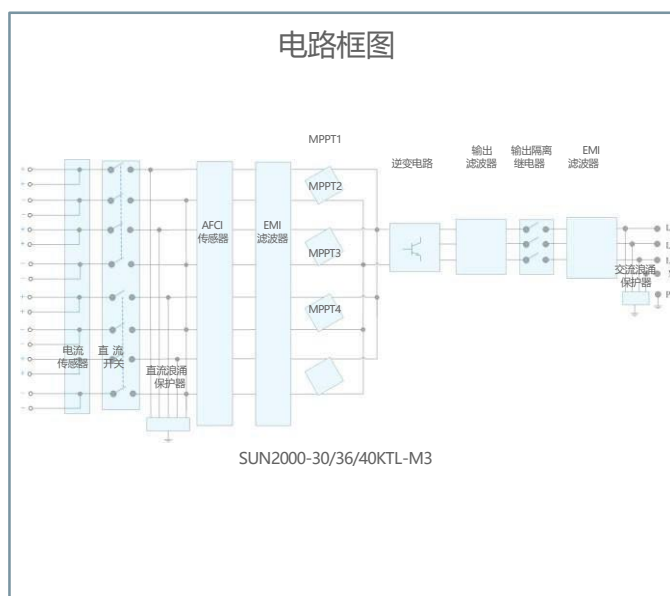 电路框图
MPPT1
MPPT2
MPPT3
MPPT4
逆变电路
输出
滤波器
输出隔离
继电器
EMI
滤波器
AFCI
传感器
EMI
滤波器
电流
传感器
直 流
开关
直流浪涌
保护器
交流浪涌
保护器
SUN2000-30/36/40KTL-M3